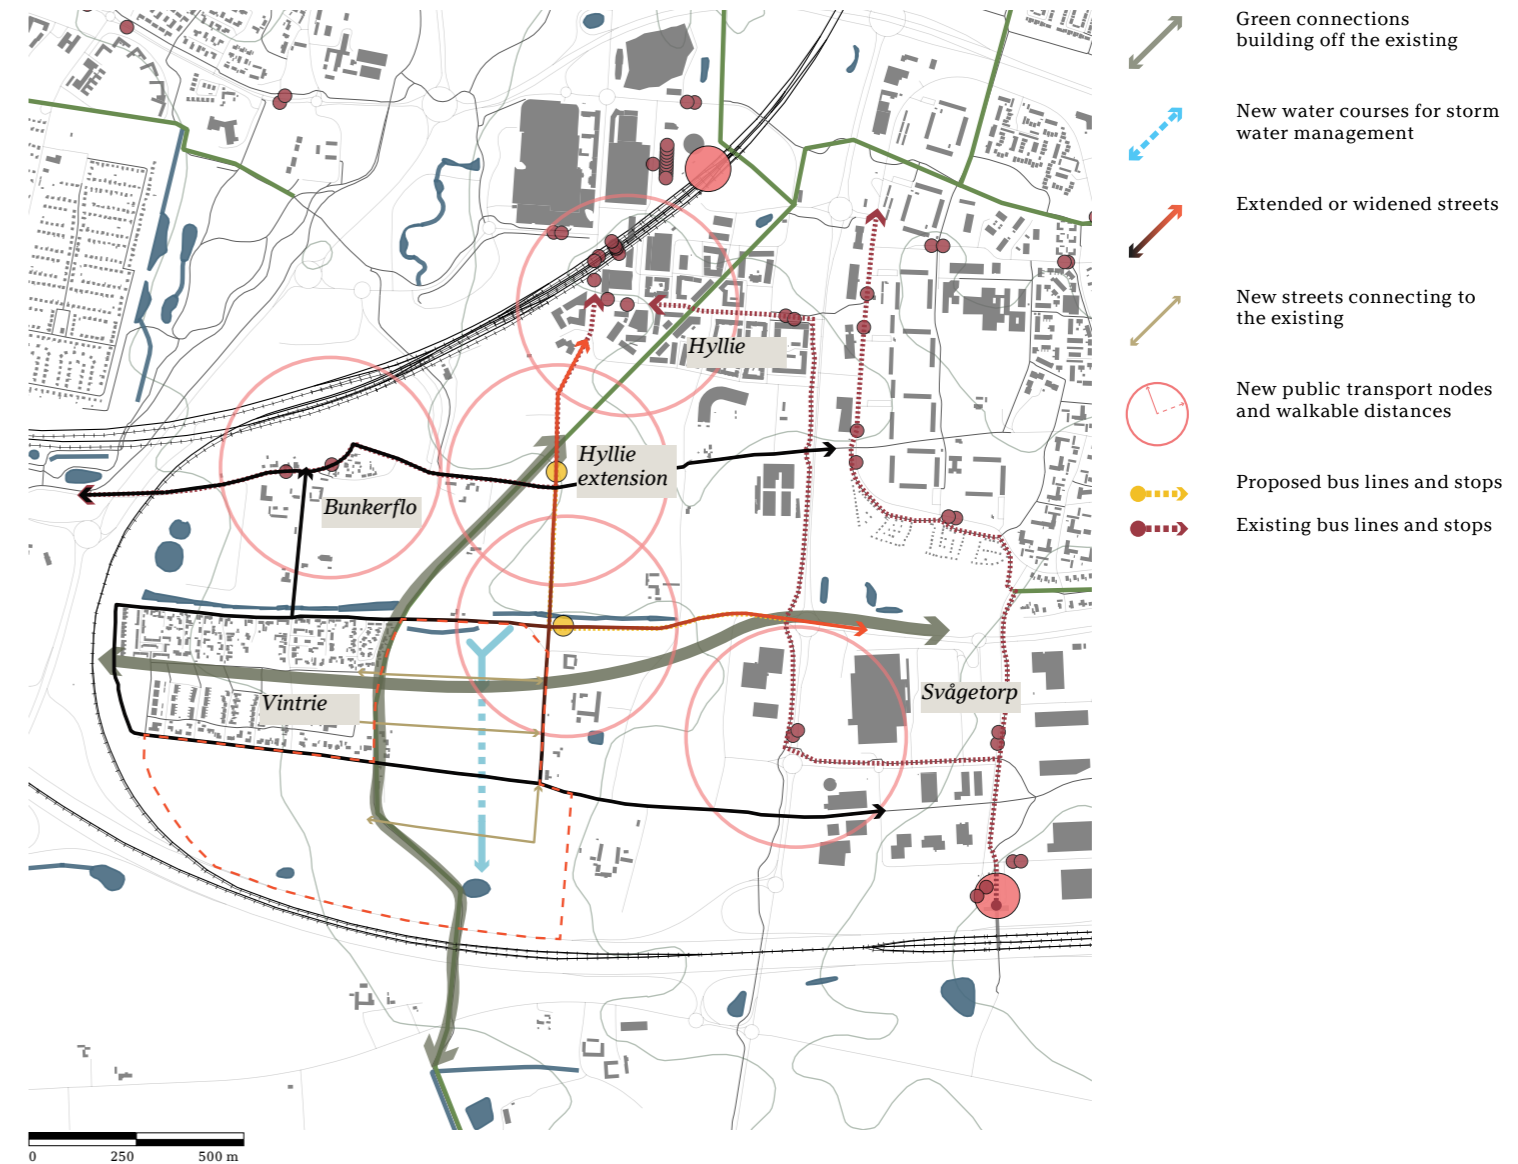 Green connections
building off the existing
New water courses for storm
water management
Extended or widened streets
New streets connecting to
the existing
New public transport nodes
and walkable distances
Proposed bus lines and stops
Existing bus lines and stops
Hyllie
Hyllie
extension
Bunkerflo
Vintrie
Svågetorp
0 250 500 m